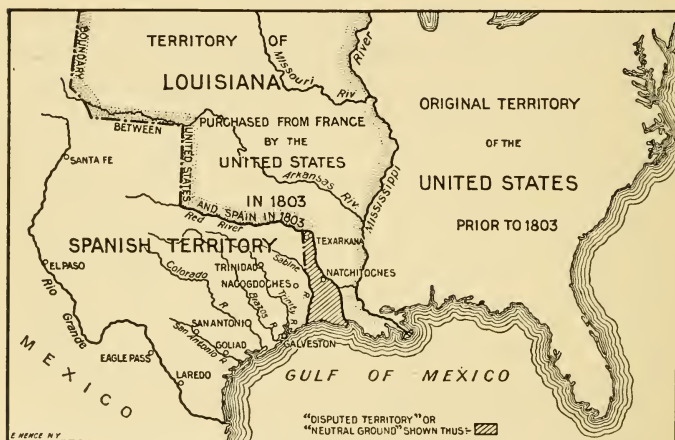 BOUNDARY
BETWEEN
UNITED STATES
AND SPAIN IN 1803
TERRITORY OF
LOUISIANA
PURCHASED FROM FRANCE
BY THE
UNITED STATES
IN 1803
Missouri Riv
River
Mississippi
Arkansas Riv.
ORIGINAL TERRITORY
OF THE
UNITED STATES
PRIOR TO 1803
SANTA FE
Red River
TEXARKANA
SPANISH TERRITORY
EL PASO
TRINIDAD
Sabine R.
NATCHITOCHES
NAGOGDOCHES
Colorado R.
Brazos R.
Trinity R.
Rio Grande
SAN ANTONIO
San Antonio R.
GOLIAD
GALVESTON
EAGLE PASS
LAREDO
MEXICO
GULF OF MEXICO
"DISPUTED TERRITORY" OR
"NEUTRAL GROUND" SHOWN THUS:-
E HENCE N Y